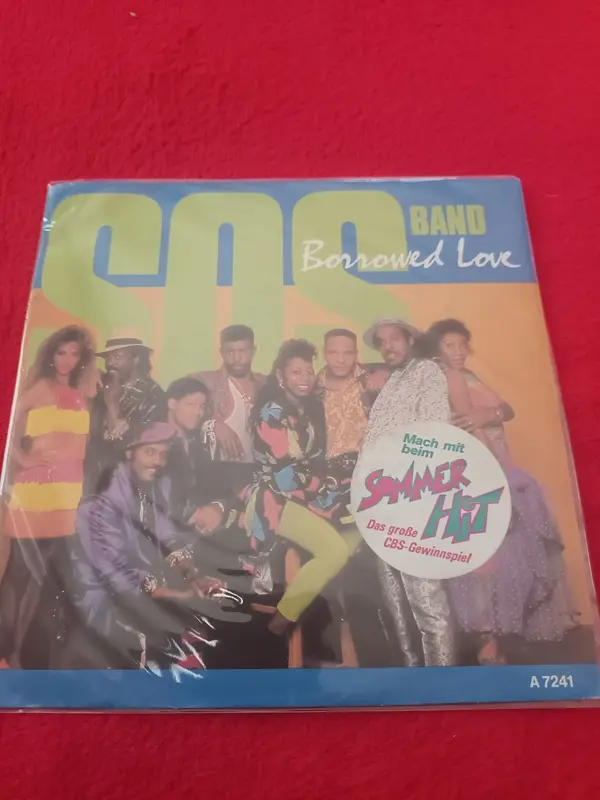 SOS BAND
Borrowed Love
Mach mit
beim
SOMMER
HIT
Das große
CBS-Gewinnspiel
A 7241